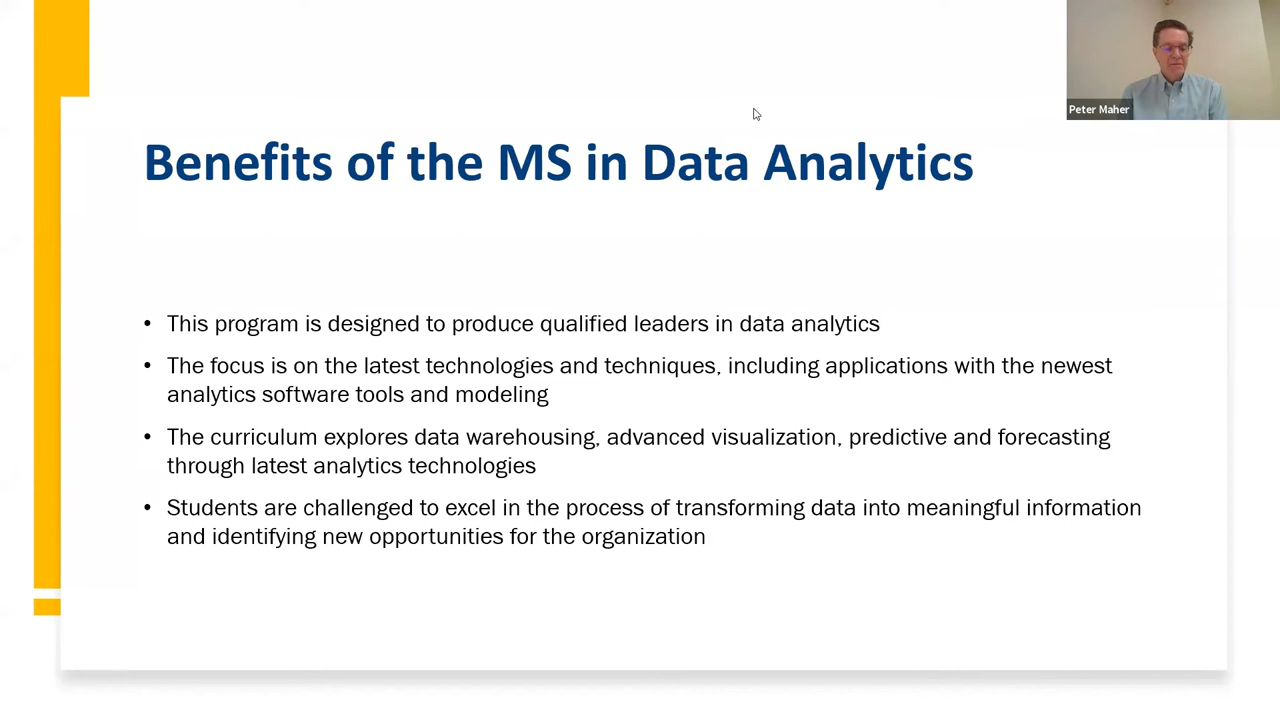 Peter Maher
Benefits of the MS in Data Analytics
• This program is designed to produce qualified leaders in data analytics
• The focus is on the latest technologies and techniques, including applications with the newest
analytics software tools and modeling
• The curriculum explores data warehousing, advanced visualization, predictive and forecasting
through latest analytics technologies
• Students are challenged to excel in the process of transforming data into meaningful information
and identifying new opportunities for the organization